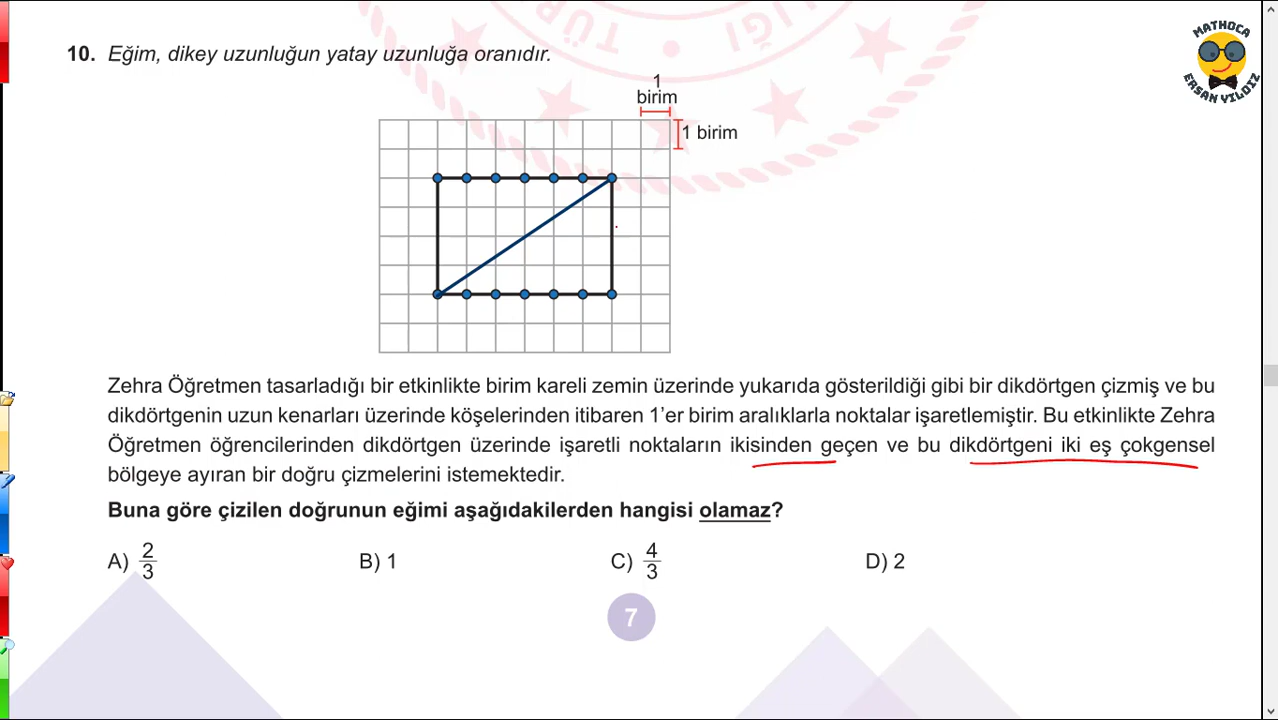 MATHOCA
ERSAN YILDIZ
TÜR
LİĞİ
10. Eğim, dikey uzunluğun yatay uzunluğa oranıdır.
1
birim
1 birim
Zehra Öğretmen tasarladığı bir etkinlikte birim kareli zemin üzerinde yukarıda gösterildiği gibi bir dikdörtgen çizmiş ve bu
dikdörtgenin uzun kenarları üzerinde köşelerinden itibaren 1’er birim aralıklarla noktalar işaretlemiştir. Bu etkinlikte Zehra
Öğretmen öğrencilerinden dikdörtgen üzerinde işaretli noktaların ikisinden geçen ve bu dikdörtgeni iki eş çokgensel
bölgeye ayıran bir doğru çizmelerini istemektedir.
Buna göre çizilen doğrunun eğimi aşağıdakilerden hangisi olamaz?
A) 2/3 B) 1 C) 4/3 D) 2
7